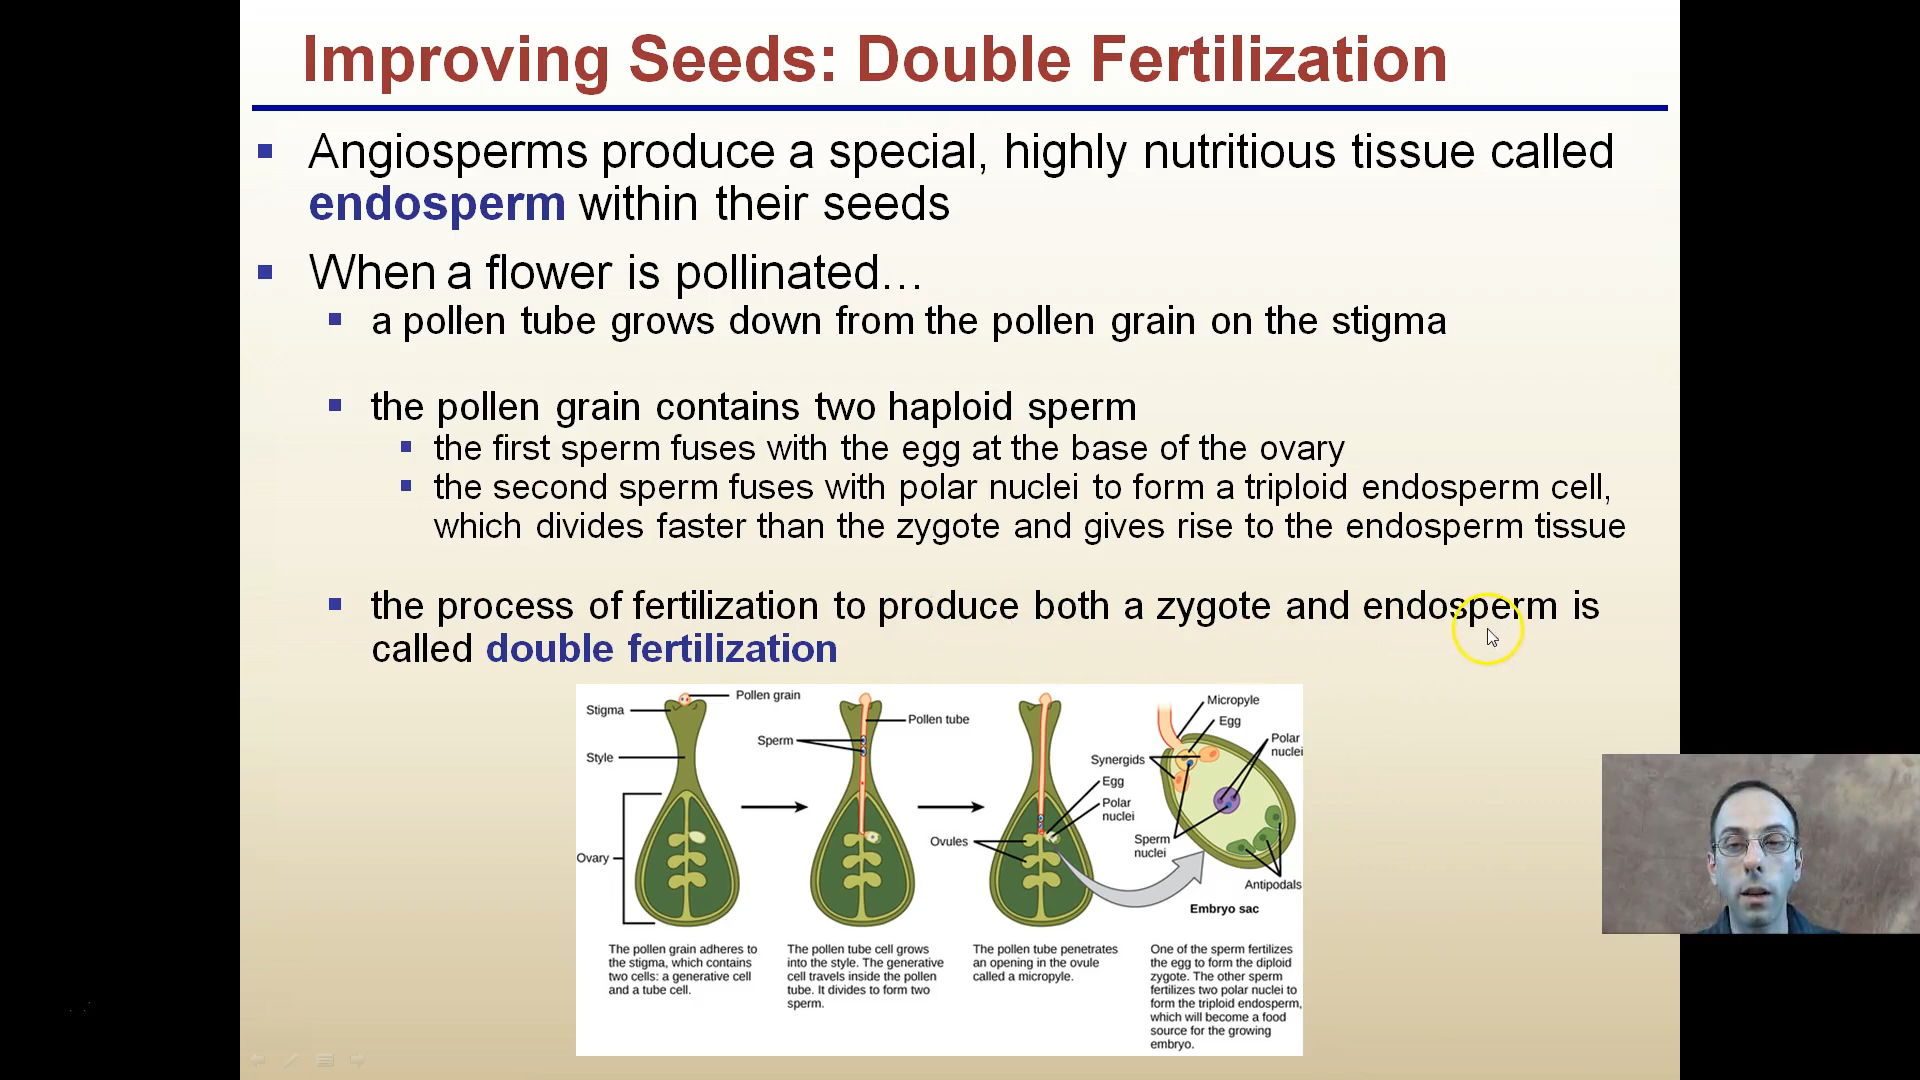 Improving Seeds: Double Fertilization
Angiosperms produce a special, highly nutritious tissue called
endosperm within their seeds
When a flower is pollinated...
a pollen tube grows down from the pollen grain on the stigma
the pollen grain contains two haploid sperm
the first sperm fuses with the egg at the base of the ovary
the second sperm fuses with polar nuclei to form a triploid endosperm cell,
which divides faster than the zygote and gives rise to the endosperm tissue
the process of fertilization to produce both a zygote and endosperm is
called double fertilization
Pollen grain
Stigma
Style
Ovary
Pollen tube
Sperm
Ovules
Egg
Polar
nuclei
Micropyle
Egg
Polar
nuclei
Synergids
Sperm
nuclei
Antipodals
Embryo sac
The pollen grain adheres to
the stigma, which contains
two cells: a generative cell
and a tube cell.
The pollen tube cell grows
into the style. The generative
cell travels inside the pollen
tube. It divides to form two
sperm.
The pollen tube penetrates
an opening in the ovule
called a micropyle.
One of the sperm fertilizes
the egg to form the diploid
zygote. The other sperm
fertilizes two polar nuclei to
form the triploid endosperm,
which will become a food
source for the growing
embryo.